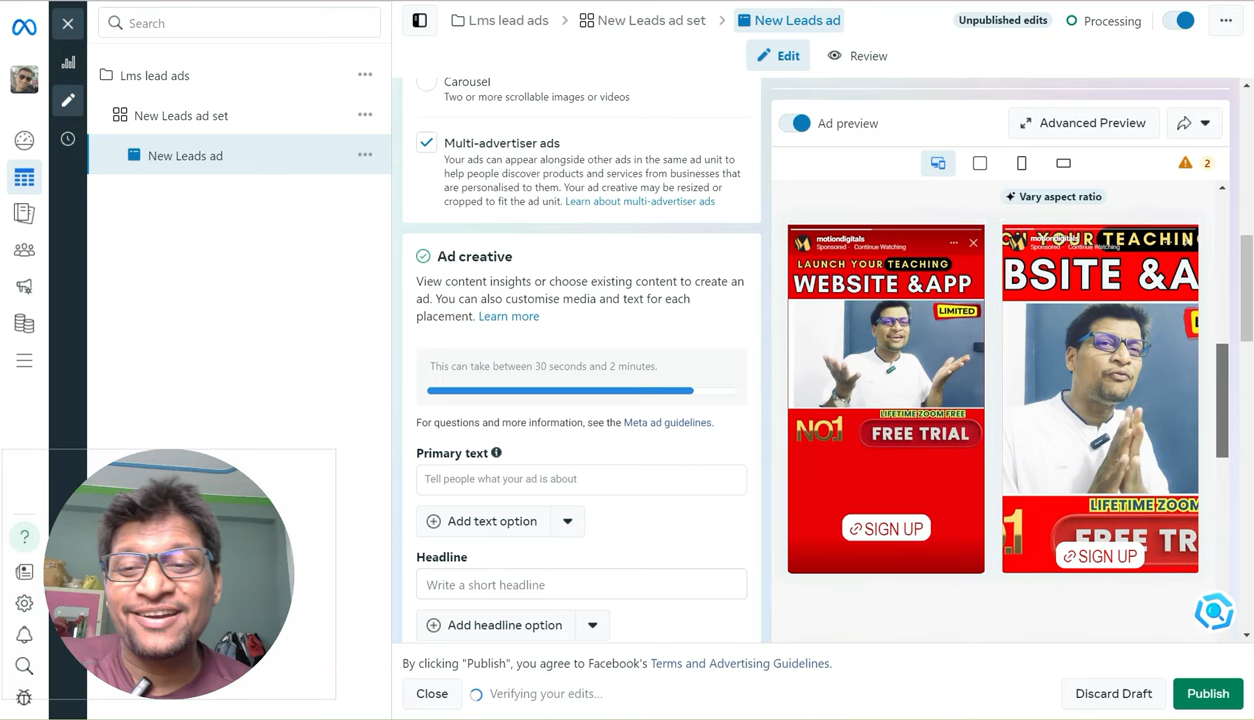 Search
Lms lead ads
New Leads ad set
New Leads ad
Lms lead ads
New Leads ad set
New Leads ad
Unpublished edits
Processing
Edit
Review
Carousel
Two or more scrollable images or videos
Multi-advertiser ads
Your ads can appear alongside other ads in the same ad unit to
help people discover products and services from businesses that
are personalised to them. Your ad creative may be resized or
cropped to fit the ad unit. Learn about multi-advertiser ads
Ad creative
View content insights or choose existing content to create an
ad. You can also customise media and text for each
placement. Learn more
This can take between 30 seconds and 2 minutes.
For questions and more information, see the Meta ad guidelines.
Primary text
Tell people what your ad is about
Add text option
Headline
Write a short headline
Add headline option
Ad preview
Advanced Preview
2
Vary aspect ratio
motiondigitals
Sponsored · Continue Watching
LAUNCH YOUR TEACHING
WEBSITE & APP
LIMITED
LIFETIME ZOOM FREE
NO.1
FREE TRIAL
SIGN UP
YOUR TEACHING
BSITE & A
LIFETIME ZOOM
.1
FREE TR
SIGN UP
By clicking "Publish", you agree to Facebook's Terms and Advertising Guidelines.
Close
Verifying your edits...
Discard Draft
Publish